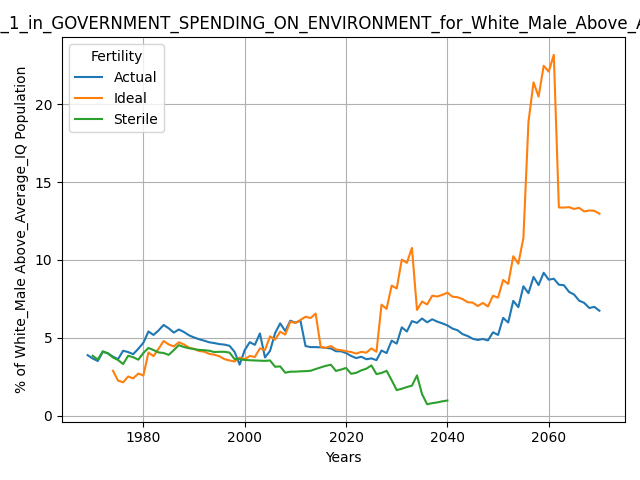 _1_in_GOVERNMENT_SPENDING_ON_ENVIRONMENT_for_White_Male_Above_
Fertility
Actual
Ideal
Sterile
% of White_Male Above_Average_IQ Population
20
15
10
5
0
1980 2000 2020 2040 2060
Years